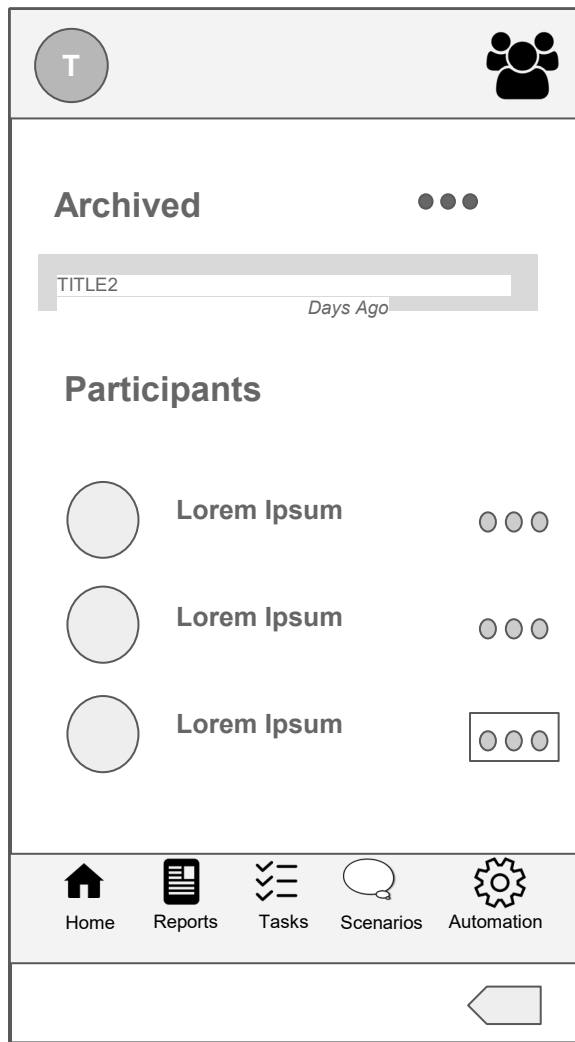 T
Archived
TITLE2
Days Ago
Participants
Lorem Ipsum
Lorem Ipsum
Lorem Ipsum
Home Reports Tasks Scenarios Automation